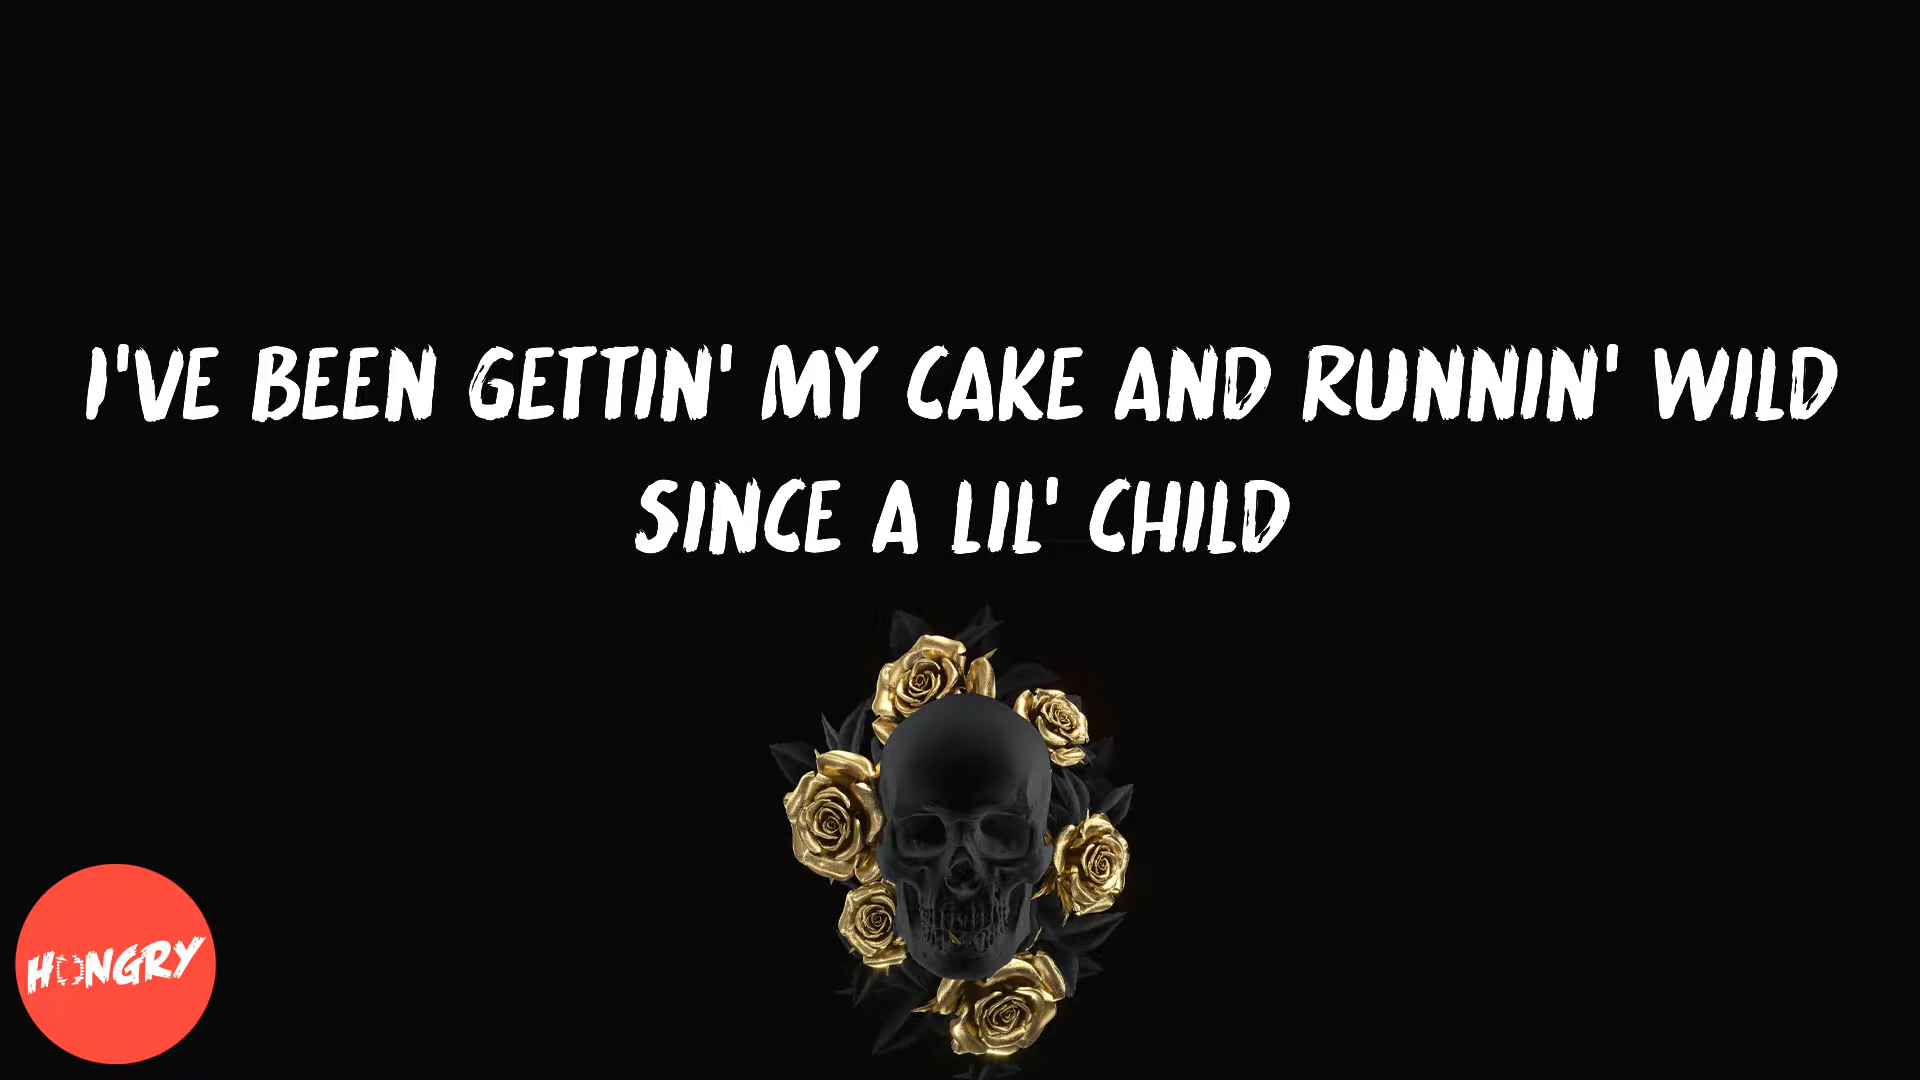 I'VE BEEN GETTIN' MY CAKE AND RUNNIN' WILD
SINCE A LIL' CHILD
HUNGRY